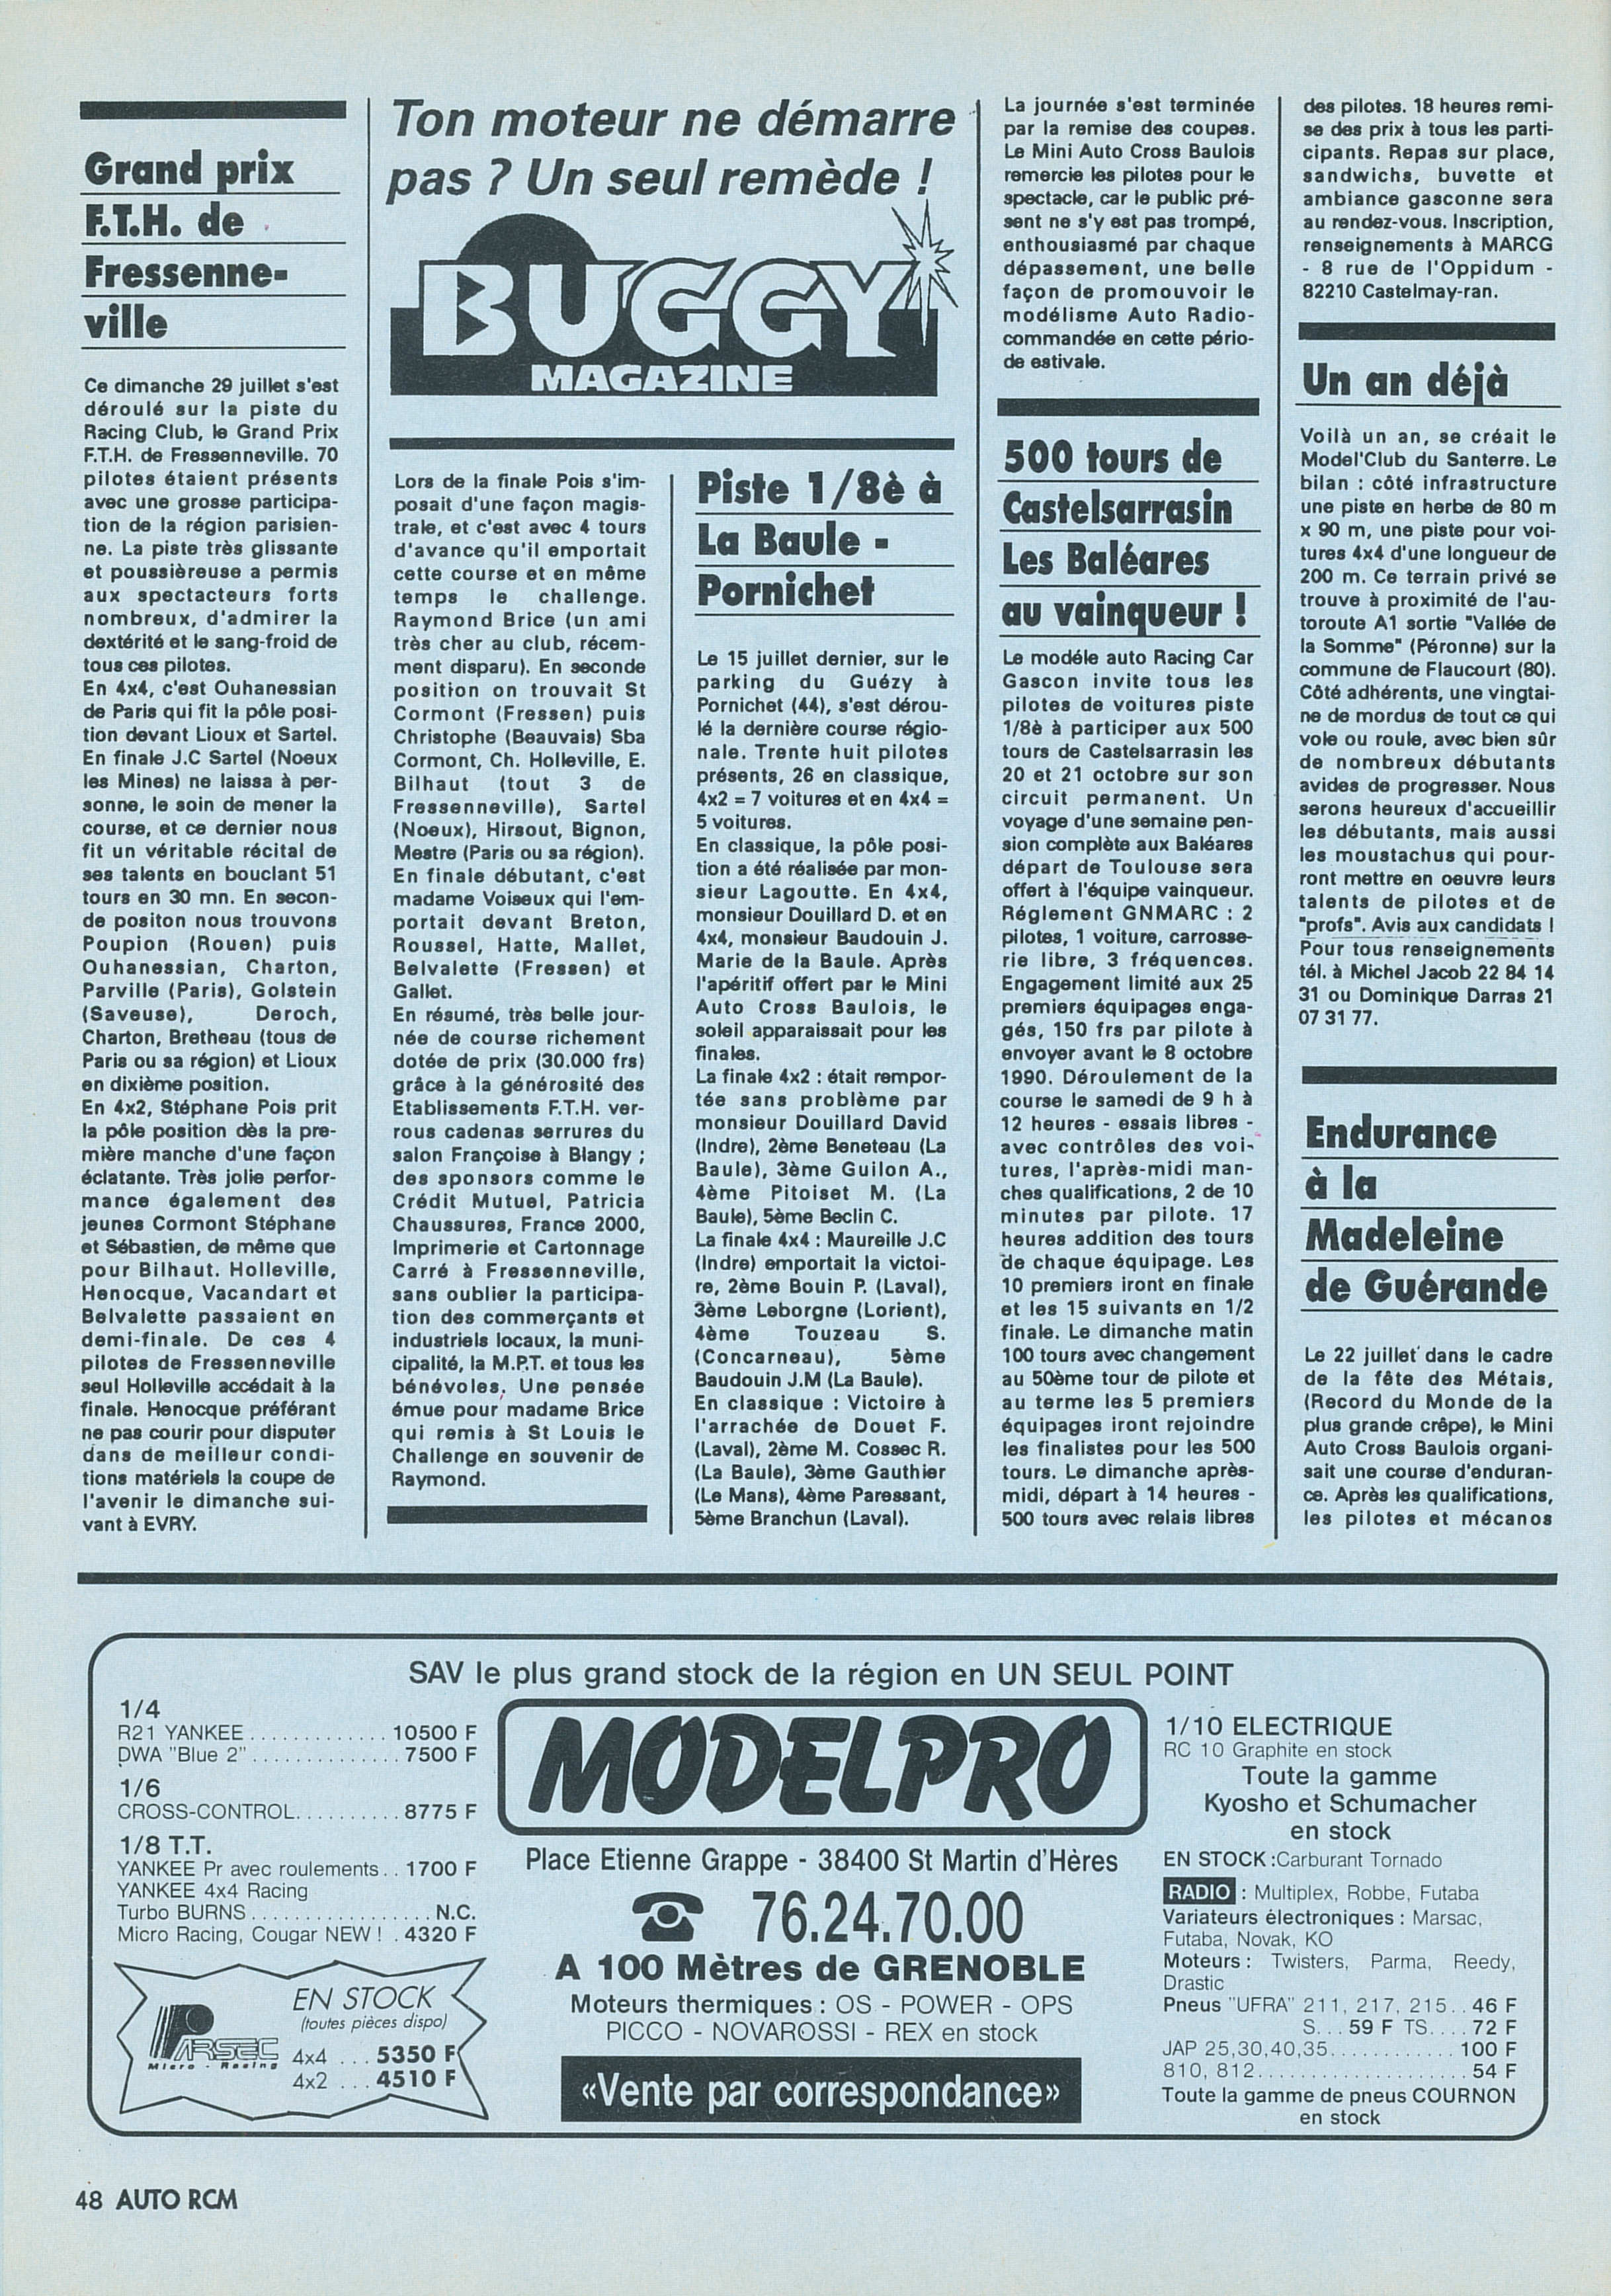 Grand prix
F.T.H. de
Fressenne-
ville
Ce dimanche 29 juillet s'est
déroulé sur la piste du
Racing Club, le Grand Prix
F.T.H. de Fressenneville. 70
pilotes étaient présents
avec une grosse participa-
tion de la région parisien-
ne. La piste très glissante
et poussièreuse a permis
aux spectacteurs forts
nombreux, d'admirer la
dextérité et le sang-froid de
tous ces pilotes.
En 4x4, c'est Ouhanessian
de Paris qui fit la pôle posi-
tion devant Lioux et Sartel.
En finale J.C Sartel (Noeux
les Mines) ne laissa à per-
sonne, le soin de mener la
course, et ce dernier nous
fit un véritable récital de
ses talents en bouclant 51
tours en 30 mn. En secon-
de positon nous trouvons
Poupion (Rouen) puis
Ouhanessian, Charton,
Parville (Paris), Golstein
(Saveuse), Deroch,
Charton, Bretheau (tous de
Paris ou sa région) et Lioux
en dixième position.
En 4x2, Stéphane Pois prit
la pôle position dès la pre-
mière manche d'une façon
éclatante. Très jolie perfor-
mance également des
jeunes Cormont Stéphane
et Sébastien, de même que
pour Bilhaut. Holleville,
Henocque, Vacandart et
Belvalette passaient en
demi-finale. De ces 4
pilotes de Fressenneville
seul Holleville accédait à la
finale. Henocque préférant
ne pas courir pour disputer
dans de meilleur condi-
tions matériels la coupe de
l'avenir le dimanche sui-
vant à EVRY.
Ton moteur ne démarre
pas ? Un seul remède !
BUGGY
MAGAZINE
Lors de la finale Pois s'im-
posait d'une façon magis-
trale, et c'est avec 4 tours
d'avance qu'il emportait
cette course et en même
temps le challenge.
Raymond Brice (un ami
très cher au club, récem-
ment disparu). En seconde
position on trouvait St
Cormont (Fressen) puis
Christophe (Beauvais) Sba
Cormont, Ch. Holleville, E.
Bilhaut (tout 3 de
Fressenneville), Sartel
(Noeux), Hirsout, Bignon,
Mestre (Paris ou sa région).
En finale débutant, c'est
madame Voiseux qui l'em-
portait devant Breton,
Roussel, Hatte, Mallet,
Belvalette (Fressen) et
Gallet.
En résumé, très belle jour-
née de course richement
dotée de prix (30.000 frs)
grâce à la générosité des
Etablissements F.T.H. ver-
rous cadenas serrures du
salon Françoise à Blangy ;
des sponsors comme le
Crédit Mutuel, Patricia
Chaussures, France 2000,
Imprimerie et Cartonnage
Carré à Fressenneville,
sans oublier la participa-
tion des commerçants et
industriels locaux, la muni-
cipalité, la M.P.T. et tous les
bénévoles. Une pensée
émue pour madame Brice
qui remis à St Louis le
Challenge en souvenir de
Raymond.
Piste 1/8è à
La Baule -
Pornichet
Le 15 juillet dernier, sur le
parking du Guézy à
Pornichet (44), s'est dérou-
lé la dernière course régio-
nale. Trente huit pilotes
présents, 26 en classique,
4x2 = 7 voitures et en 4x4 =
5 voitures.
En classique, la pôle posi-
tion a été réalisée par mon-
sieur Lagoutte. En 4x4,
monsieur Douillard D. et en
4x4, monsieur Baudouin J.
Marie de la Baule. Après
l'apéritif offert par le Mini
Auto Cross Baulois, le
soleil apparaissait pour les
finales.
La finale 4x2 : était rempor-
tée sans problème par
monsieur Douillard David
(Indre), 2ème Beneteau (La
Baule), 3ème Guilon A.,
4ème Pitoiset M. (La
Baule), 5ème Beclin C.
La finale 4x4 : Maureille J.C
(Indre) emportait la victoi-
re, 2ème Bouin P. (Laval),
3ème Leborgne (Lorient),
4ème Touzeau S.
(Concarneau), 5ème
Baudouin J.M (La Baule).
En classique : Victoire à
l'arrachée de Douet F.
(Laval), 2ème M. Cossec R.
(La Baule), 3ème Gauthier
(Le Mans), 4ème Paressant,
5ème Branchun (Laval).
La journée s'est terminée
par la remise des coupes.
Le Mini Auto Cross Baulois
remercie les pilotes pour le
spectacle, car le public pré-
sent ne s'y est pas trompé,
enthousiasmé par chaque
dépassement, une belle
façon de promouvoir le
modélisme Auto Radio-
commandée en cette pério-
de estivale.
500 tours de
Castelsarrasin
Les Baléares
au vainqueur !
Le modéle auto Racing Car
Gascon invite tous les
pilotes de voitures piste
1/8è à participer aux 500
tours de Castelsarrasin les
20 et 21 octobre sur son
circuit permanent. Un
voyage d'une semaine pen-
sion complète aux Baléares
départ de Toulouse sera
offert à l'équipe vainqueur.
Réglement GNMARC : 2
pilotes, 1 voiture, carrosse-
rie libre, 3 fréquences.
Engagement limité aux 25
premiers équipages enga-
gés, 150 frs par pilote à
envoyer avant le 8 octobre
1990. Déroulement de la
course le samedi de 9 h à
12 heures - essais libres -
avec contrôles des voi-
tures, l'après-midi man-
ches qualifications, 2 de 10
minutes par pilote. 17
heures addition des tours
de chaque équipage. Les
10 premiers iront en finale
et les 15 suivants en 1/2
finale. Le dimanche matin
100 tours avec changement
au 50ème tour de pilote et
au terme les 5 premiers
équipages iront rejoindre
les finalistes pour les 500
tours. Le dimanche après-
midi, départ à 14 heures -
500 tours avec relais libres
des pilotes. 18 heures remi-
se des prix à tous les parti-
cipants. Repas sur place,
sandwichs, buvette et
ambiance gasconne sera
au rendez-vous. Inscription,
renseignements à MARCG
- 8 rue de l'Oppidum -
82210 Castelmay-ran.
Un an déjà
Voilà un an, se créait le
Model'Club du Santerre. Le
bilan : côté infrastructure
une piste en herbe de 80 m
x 90 m, une piste pour voi-
tures 4x4 d'une longueur de
200 m. Ce terrain privé se
trouve à proximité de l'au-
toroute A1 sortie "Vallée de
la Somme" (Péronne) sur la
commune de Flaucourt (80).
Côté adhérents, une vingtai-
ne de mordus de tout ce qui
vole ou roule, avec bien sûr
de nombreux débutants
avides de progresser. Nous
serons heureux d'accueillir
les débutants, mais aussi
les moustachus qui pour-
ront mettre en oeuvre leurs
talents de pilotes et de
"profs". Avis aux candidats !
Pour tous renseignements
tél. à Michel Jacob 22 84 14
31 ou Dominique Darras 21
07 31 77.
Endurance
à la
Madeleine
de Guérande
Le 22 juillet dans le cadre
de la fête des Métais,
(Record du Monde de la
plus grande crêpe), le Mini
Auto Cross Baulois organi-
sait une course d'enduran-
ce. Après les qualifications,
les pilotes et mécanos
SAV le plus grand stock de la région en UN SEUL POINT
1/4
R21 YANKEE............. 10500 F
DWA "Blue 2".............. 7500 F
1/6
CROSS-CONTROL.......... 8775 F
1/8 T.T.
YANKEE Pr avec roulements.. 1700 F
YANKEE 4x4 Racing
Turbo BURNS................. N.C.
Micro Racing, Cougar NEW ! . 4320 F
PARSEC
Micro - Racing
EN STOCK
(toutes pièces dispo)
4x4 ... 5350 F
4x2 ... 4510 F
MODELPRO
Place Etienne Grappe - 38400 St Martin d'Hères
☎ 76.24.70.00
A 100 Mètres de GRENOBLE
Moteurs thermiques : OS - POWER - OPS
PICCO - NOVAROSSI - REX en stock
«Vente par correspondance»
1/10 ELECTRIQUE
RC 10 Graphite en stock
Toute la gamme
Kyosho et Schumacher
en stock
EN STOCK :Carburant Tornado
RADIO : Multiplex, Robbe, Futaba
Variateurs électroniques : Marsac,
Futaba, Novak, KO
Moteurs : Twisters, Parma, Reedy,
Drastic
Pneus "UFRA" 211, 217, 215.. 46 F
S... 59 F TS.... 72 F
JAP 25,30,40,35............ 100 F
810, 812..................... 54 F
Toute la gamme de pneus COURNON
en stock
48 AUTO RCM